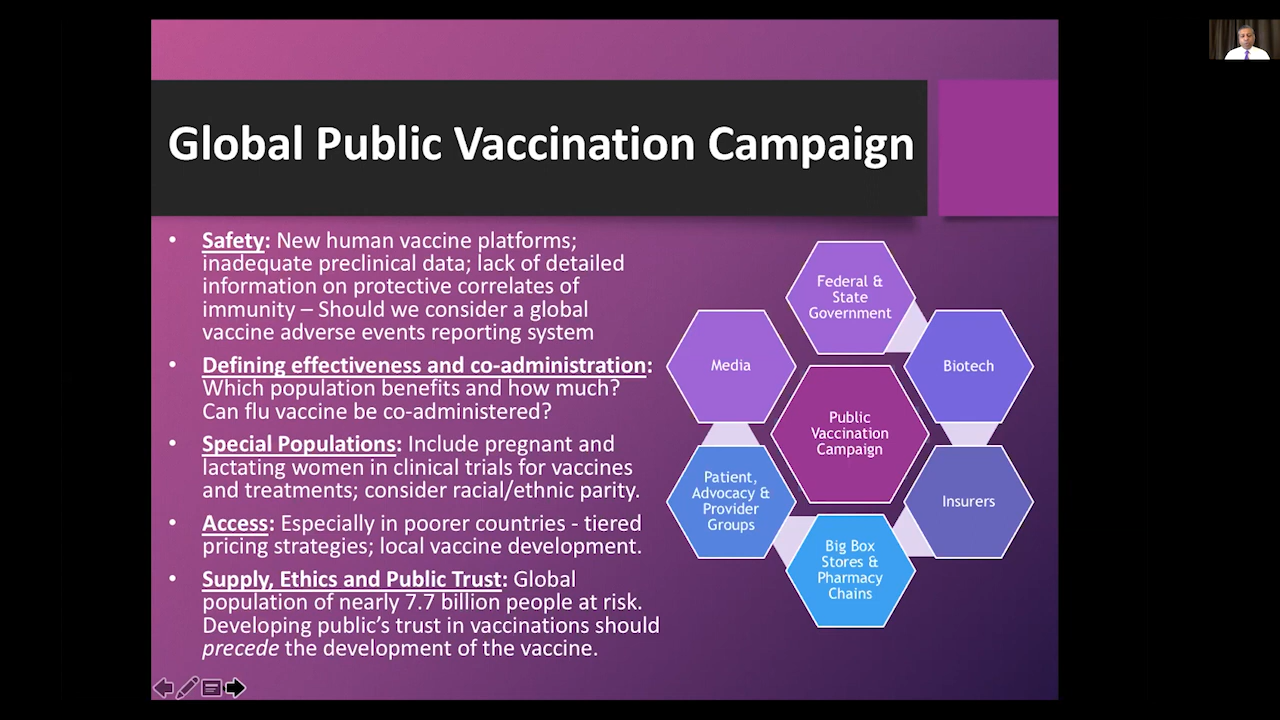 Global Public Vaccination Campaign
• Safety: New human vaccine platforms;
inadequate preclinical data; lack of detailed
information on protective correlates of
immunity – Should we consider a global
vaccine adverse events reporting system
• Defining effectiveness and co-administration:
Which population benefits and how much?
Can flu vaccine be co-administered?
• Special Populations: Include pregnant and
lactating women in clinical trials for vaccines
and treatments; consider racial/ethnic parity.
• Access: Especially in poorer countries - tiered
pricing strategies; local vaccine development.
• Supply, Ethics and Public Trust: Global
population of nearly 7.7 billion people at risk.
Developing public's trust in vaccinations should
precede the development of the vaccine.
Federal &
State
Government
Media
Biotech
Public
Vaccination
Campaign
Patient,
Advocacy &
Provider
Groups
Insurers
Big Box
Stores &
Pharmacy
Chains